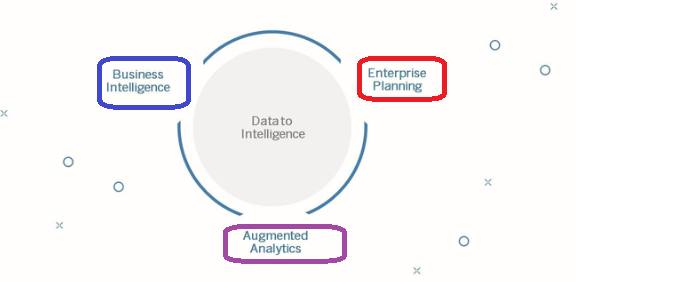 Business
Intelligence
Enterprise
Planning
Data to
Intelligence
Augmented
Analytics